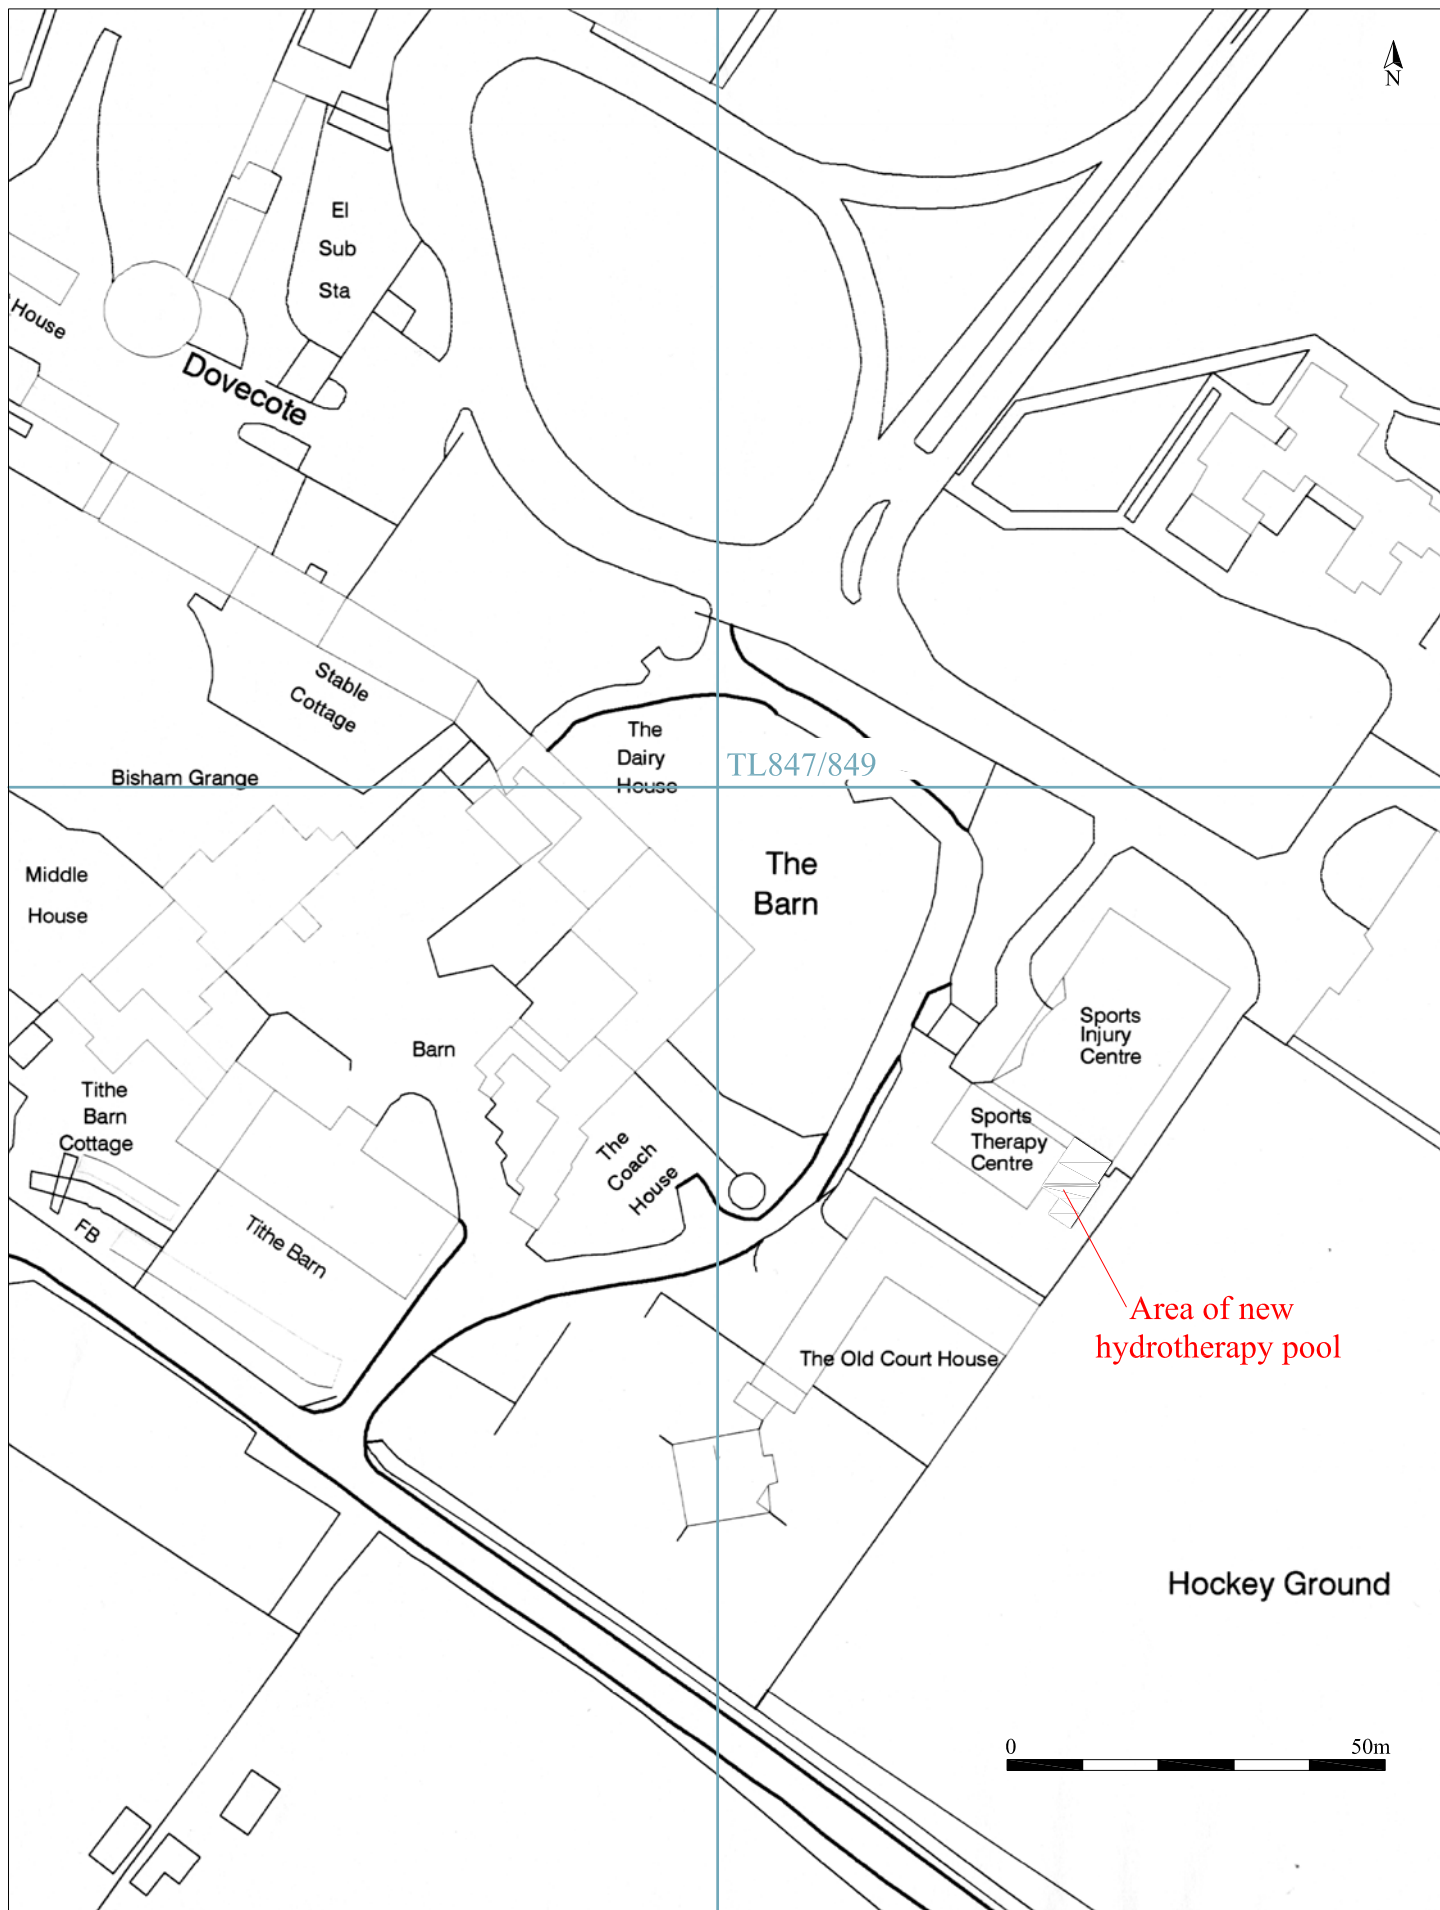 N
El
Sub
Sta
House
Dovecote
Stable
Cottage
The
Dairy
House
TL847/849
Bisham Grange
The
Barn
Middle
House
Sports
Injury
Centre
Barn
Tithe
Barn
Cottage
Sports
Therapy
Centre
The
Coach
House
FB
Tithe Barn
Area of new
hydrotherapy pool
The Old Court House
Hockey Ground
0 50m